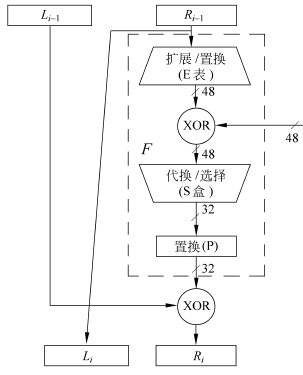 L_{i-1} R_{i-1}
扩展/置换
(E表)
48
XOR
48
48
F
代换/选择
(S盒)
32
置换(P)
32
XOR
L_i R_i